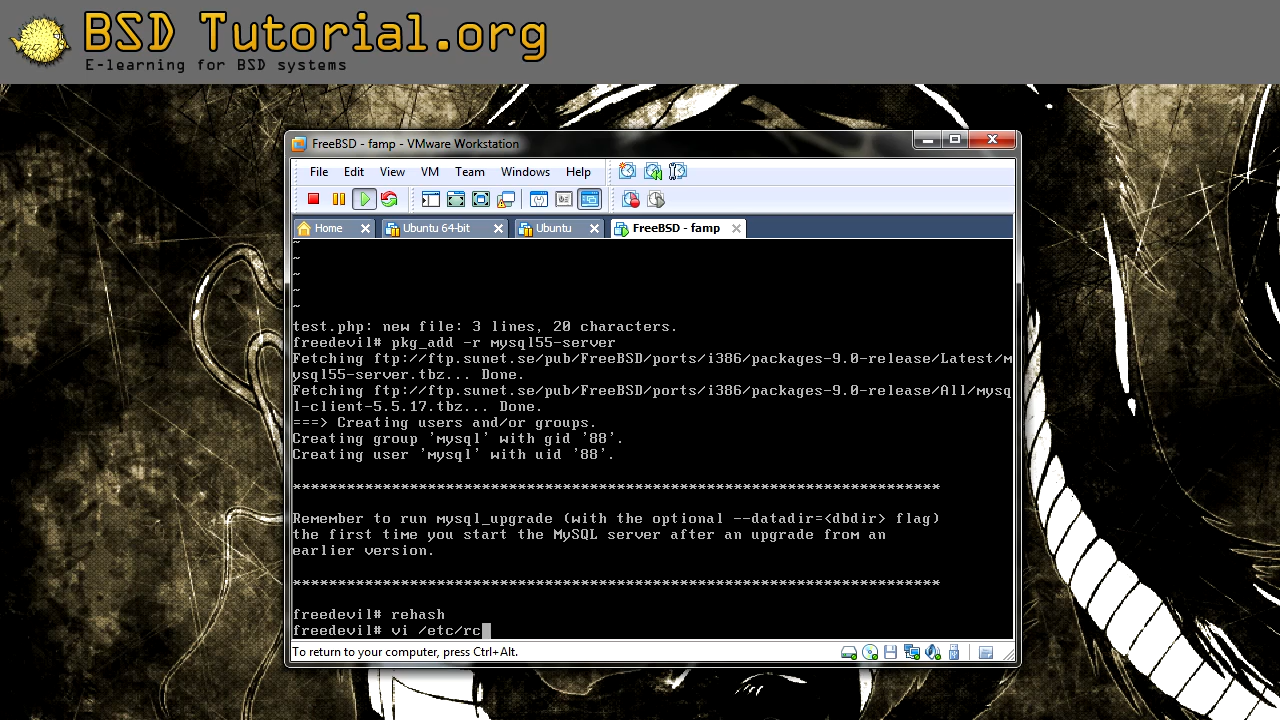 BSD Tutorial.org
E-learning for BSD systems
FreeBSD - famp - VMware Workstation
File Edit View VM Team Windows Help
Home Ubuntu 64-bit Ubuntu FreeBSD - famp
~
~
~
~
~
test.php: new file: 3 lines, 20 characters.
freedevil# pkg_add -r mysql55-server
Fetching ftp://ftp.sunet.se/pub/FreeBSD/ports/i386/packages-9.0-release/Latest/m
ysql55-server.tbz... Done.
Fetching ftp://ftp.sunet.se/pub/FreeBSD/ports/i386/packages-9.0-release/All/mysq
l-client-5.5.17.tbz... Done.
===> Creating users and/or groups.
Creating group 'mysql' with gid '88'.
Creating user 'mysql' with uid '88'.
************************************************************************
Remember to run mysql_upgrade (with the optional --datadir=<dbdir> flag)
the first time you start the MySQL server after an upgrade from an
earlier version.
************************************************************************
freedevil# rehash
freedevil# vi /etc/rc
To return to your computer, press Ctrl+Alt.